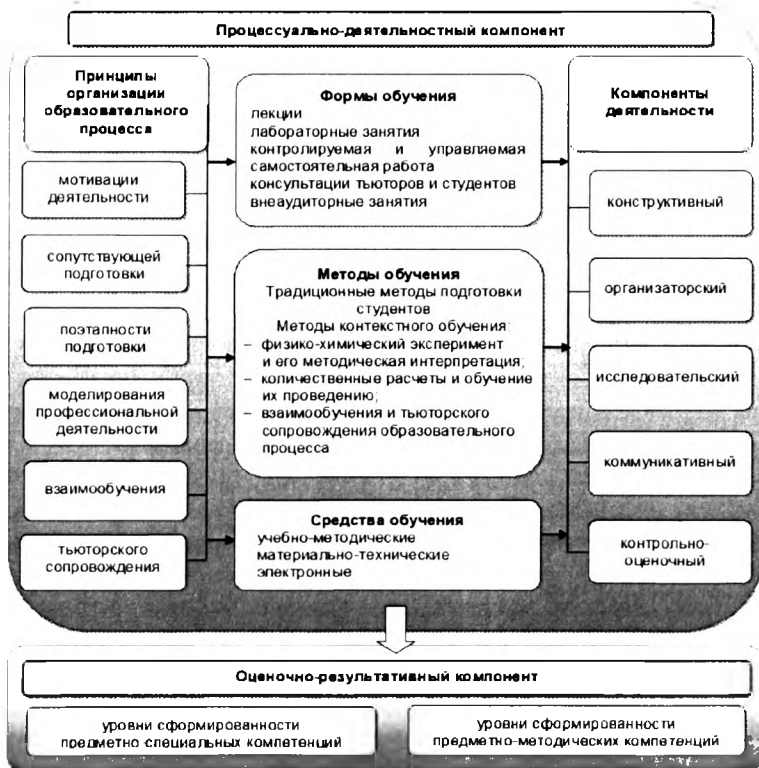 Процессуально-деятельностный компонент
Принципы
организации
образовательного
процесса
мотивации
деятельности
сопутствующей
подготовки
поэтапности
подготовки
моделирования
профессиональной
деятельности
взаимообучения
тьюторского
сопровождения
Формы обучения
лекции
лабораторные занятия
контролируемая и управляемая
самостоятельная работа
консультации тьюторов и студентов
внеаудиторные занятия
Методы обучения
Традиционные методы подготовки
студентов
Методы контекстного обучения:
– физико-химический эксперимент
и его методическая интерпретация;
– количественные расчеты и обучение
их проведению;
– взаимообучения и тьюторского
сопровождения образовательного
процесса
Средства обучения
учебно-методические
материально-технические
электронные
Компоненты
деятельности
конструктивный
организаторский
исследовательский
коммуникативный
контрольно-
оценочный
Оценочно-результативный компонент
уровни сформированности
предметно-специальных компетенций
уровни сформированности
предметно-методических компетенций